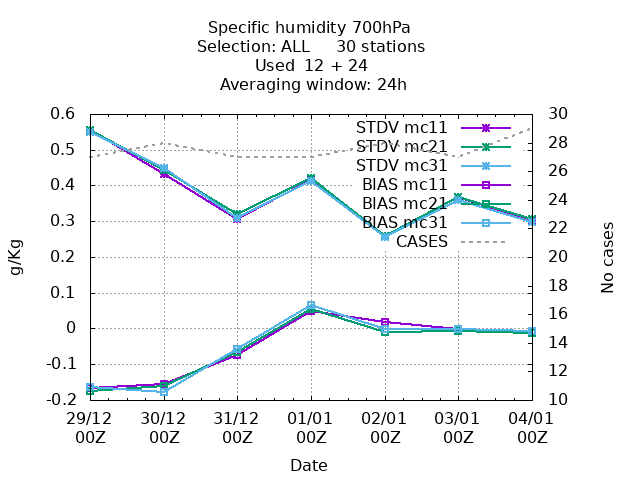 Specific humidity 700hPa
Selection: ALL 30 stations
Used 12 + 24
Averaging window: 24h
0.6
0.5
0.4
0.3
0.2
0.1
0
-0.1
-0.2
g/Kg
30
28
26
24
22
20
18
16
14
12
10
No cases
STDV mc11
STDV mc21
STDV mc31
BIAS mc11
BIAS mc21
BIAS mc31
CASES
29/12 30/12 31/12 01/01 02/01 03/01 04/01
00Z 00Z 00Z 00Z 00Z 00Z 00Z
Date